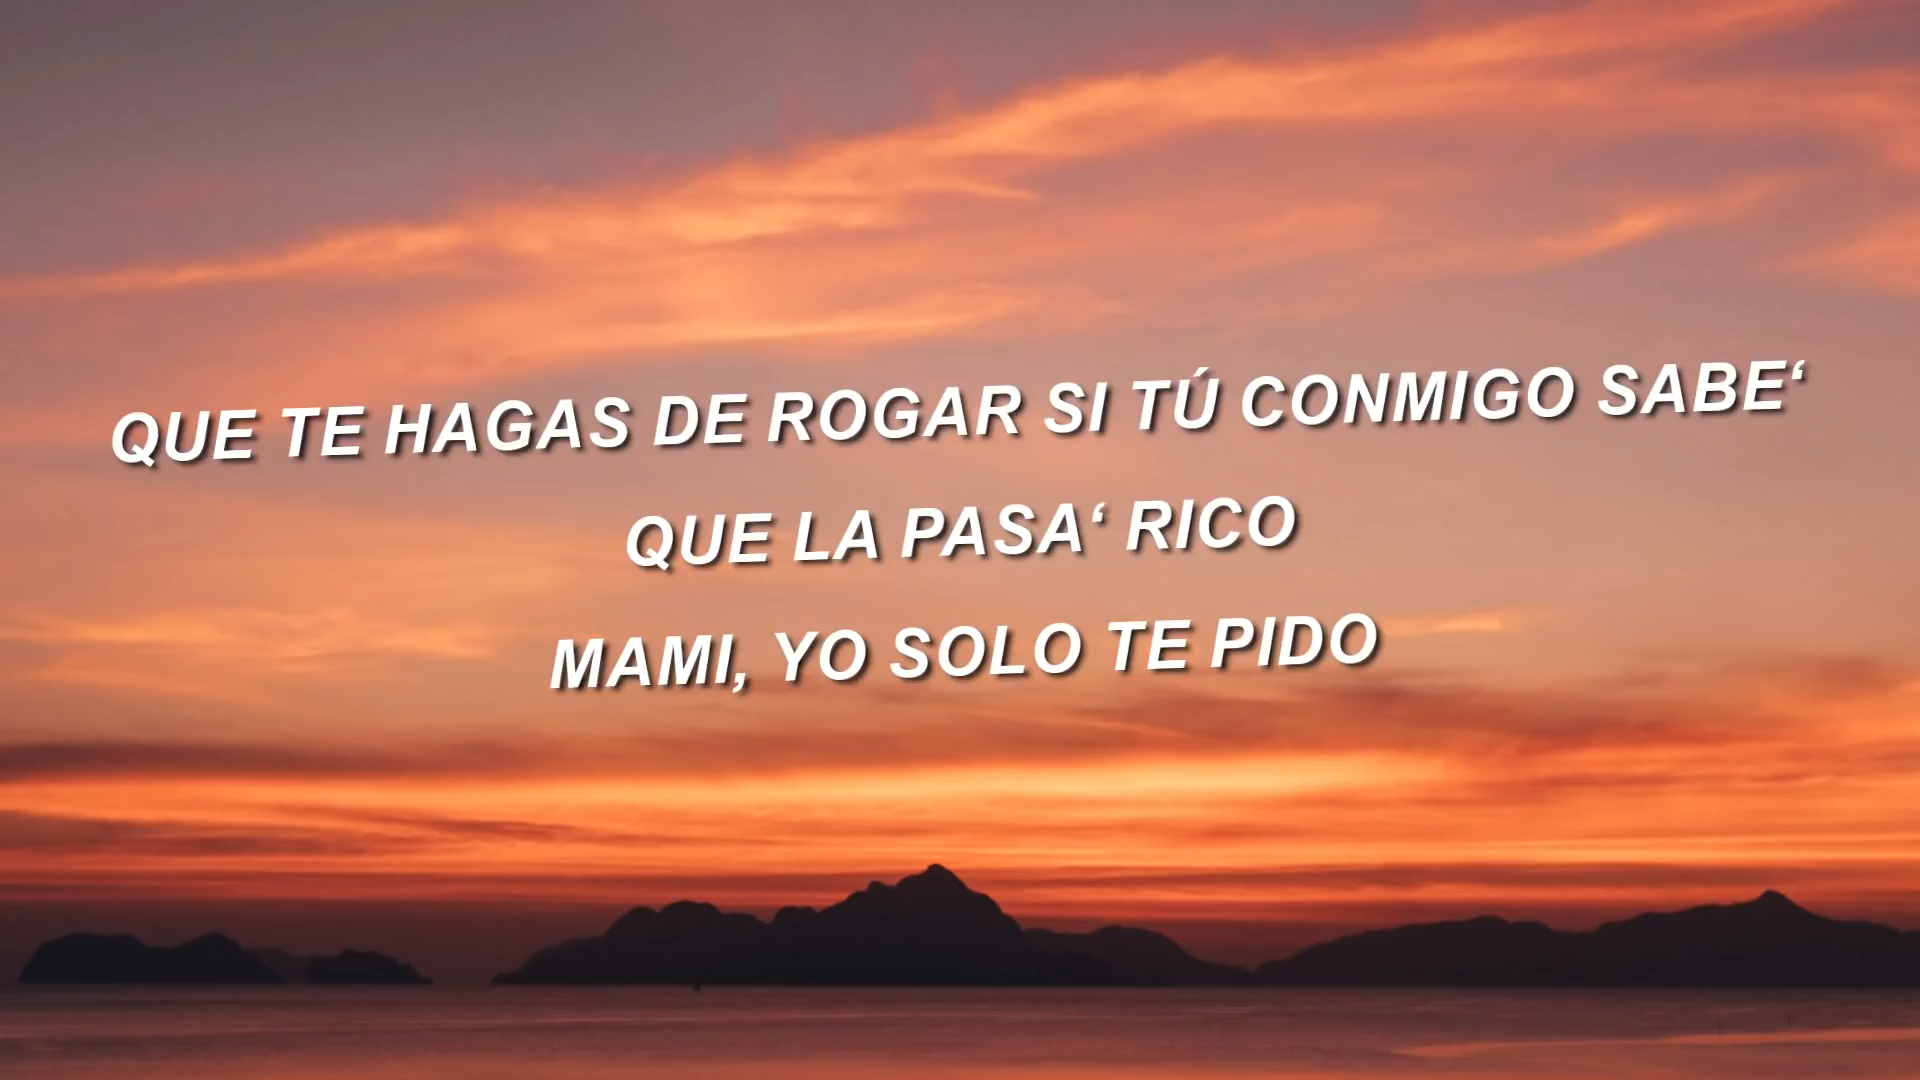 QUE TE HAGAS DE ROGAR SI TÚ CONMIGO SABE‘
QUE LA PASA‘ RICO
MAMI, YO SOLO TE PIDO